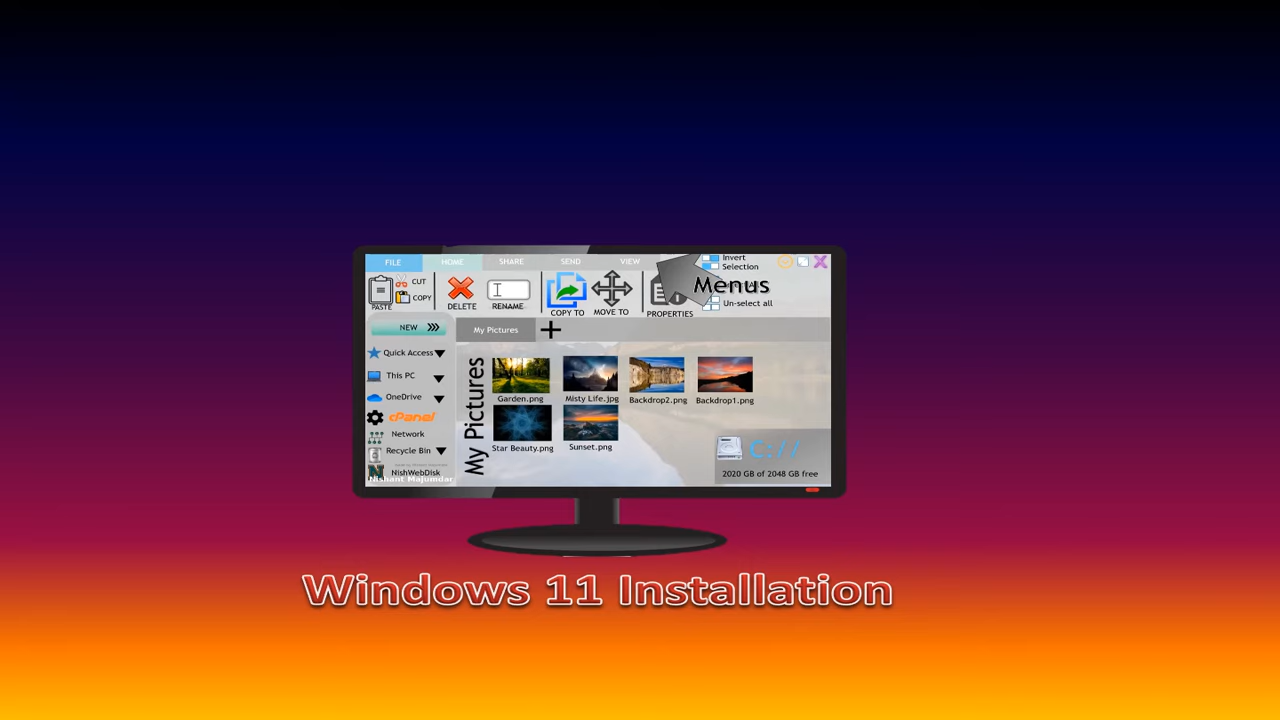 FILE HOME SHARE SEND VIEW
Invert
Selection
Menus
CUT
COPY
PASTE
DELETE
RENAME
COPY TO
MOVE TO
PROPERTIES
Un-select all
NEW
My Pictures
Quick Access
This PC
OneDrive
cPanel
Network
Recycle Bin
NishWebDisk
Nishant Majumdar
My Pictures
Garden.png
Misty Life.jpg
Backdrop2.png
Backdrop1.png
Star Beauty.png
Sunset.png
C://
2020 GB of 2048 GB free
Windows 11 Installation